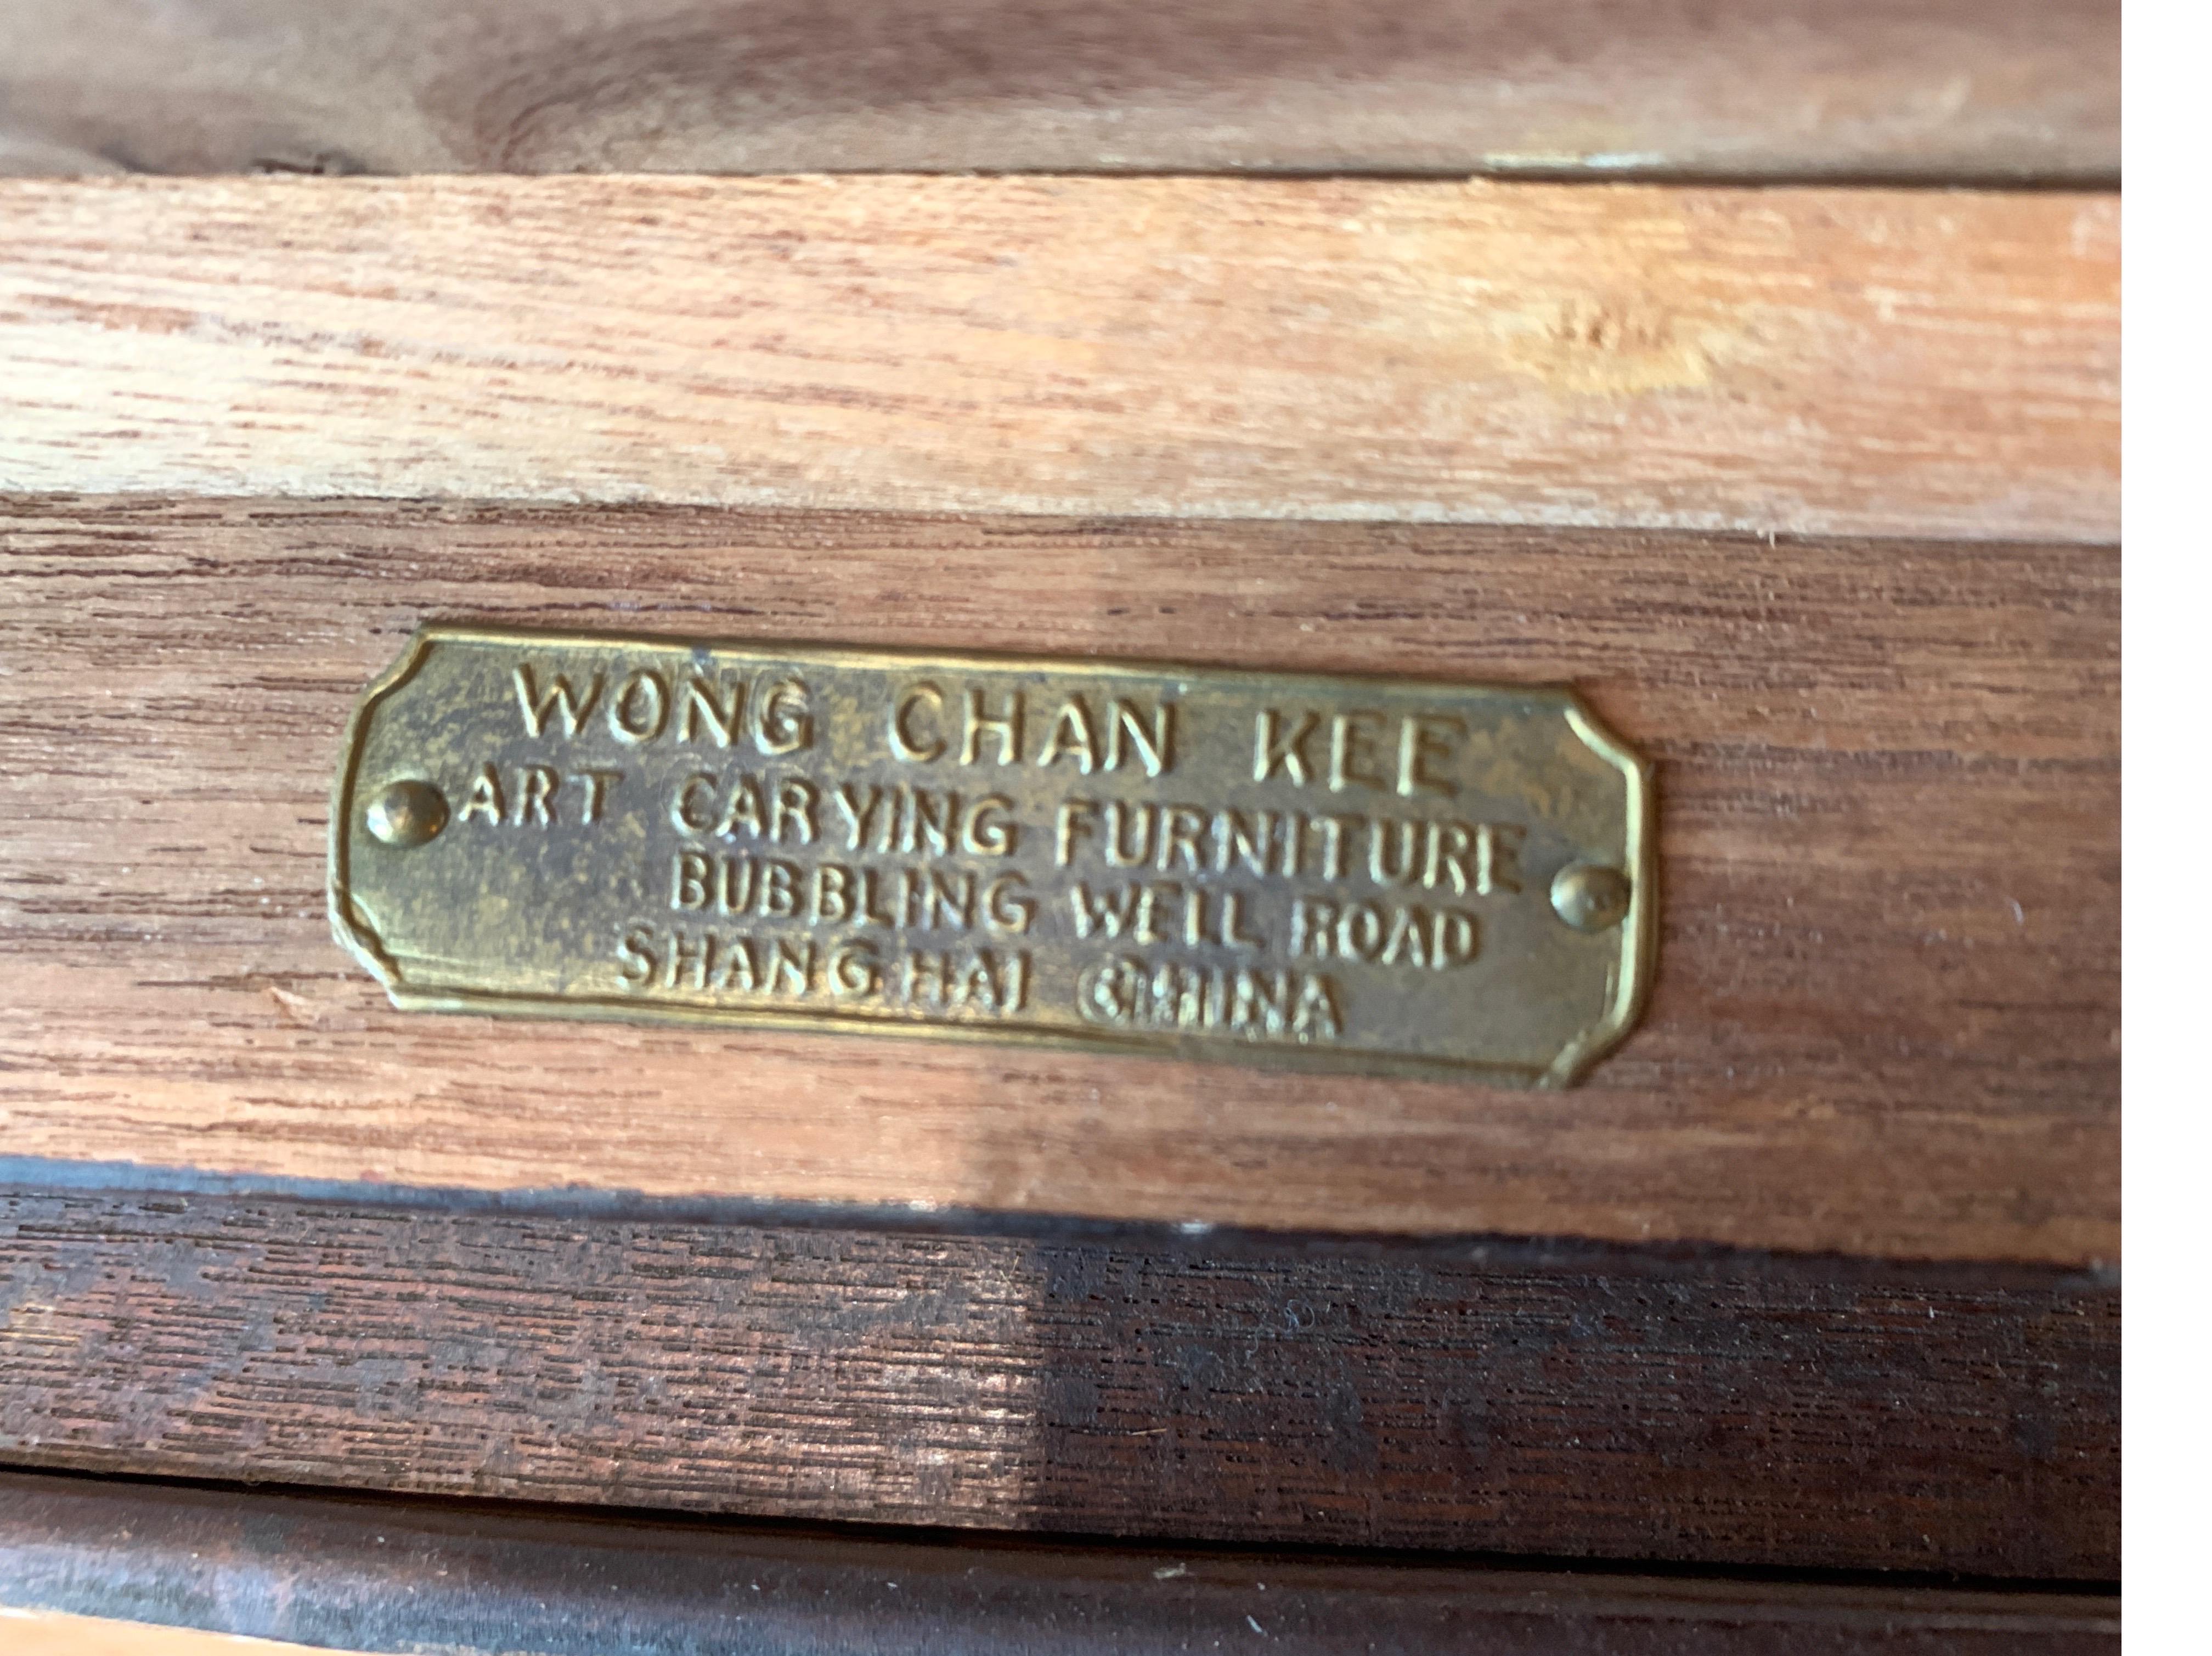 WONG CHAN KEE
ART CARVING FURNITURE
BUBBLING WELL ROAD
SHANGHAI CHINA